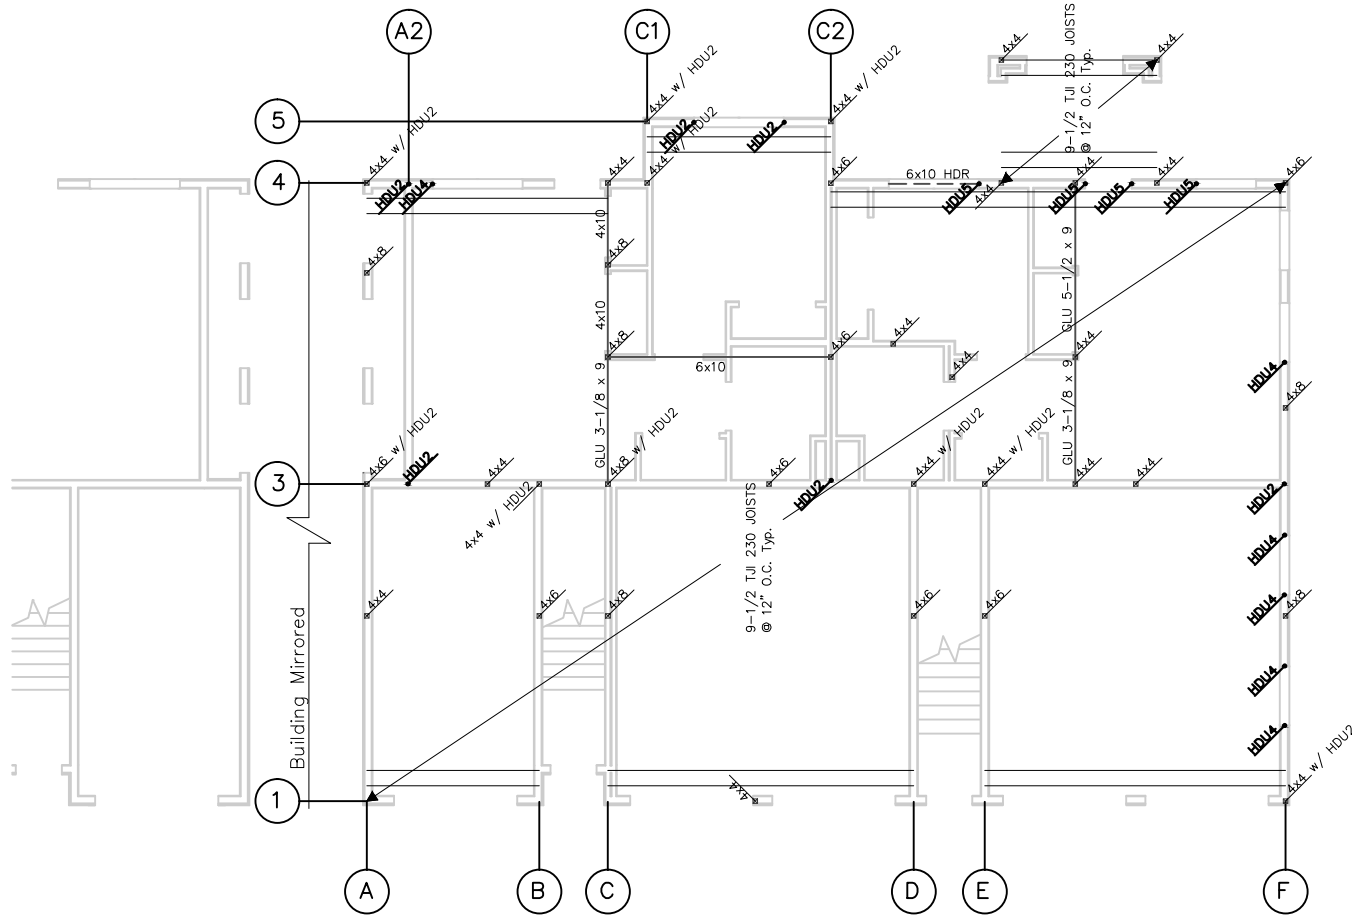 A2
C1
C2
5
4
3
1
A
B
C
D
E
F
4x4 w/ HDU2
4x4 w/ HDU2
4x4
4x4
9-1/2 TJI 230 JOISTS
@ 12" O.C. Typ.
HDU2
HDU2
4x4 w/ HDU2
HDU2
HDU4
4x4
4x4 w/ HDU2
4x6
6x10 HDR
HDU5
4x4
4x4
HDU5
HDU5
4x4
HDU5
4x6
4x10
4x8
4x8
4x10
4x8
6x10
4x6
4x4
4x4
GLU 5-1/2 x 9
4x4
HDU4
4x8
GLU 3-1/8 x 9
GLU 3-1/8 x 9
4x6 w/ HDU2
HDU2
4x4
4x4 w/ HDU2
4x8 w/ HDU2
4x6
HDU2
4x4 w/ HDU2
4x4 w/ HDU2
4x4
4x4
HDU2
9-1/2 TJI 230 JOISTS
@ 12" O.C. Typ.
HDU4
4x4
4x6
4x8
4x6
4x6
HDU4
4x8
HDU4
HDU4
Building Mirrored
4x4
4x4 w/ HDU2